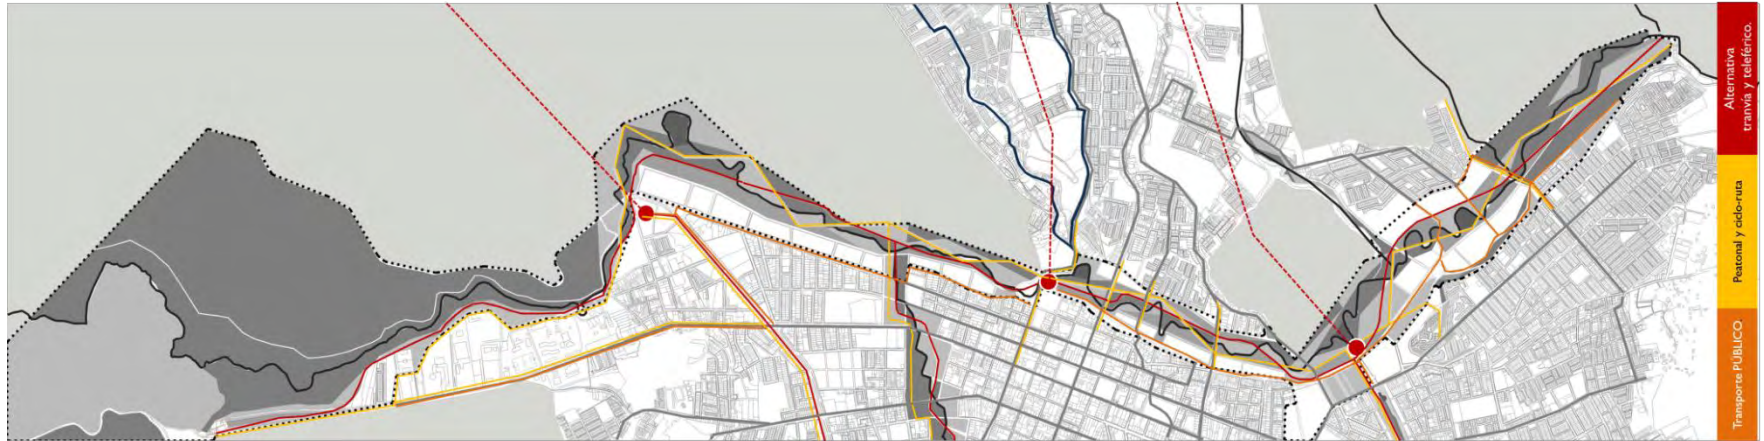 Alternativa
tranvía y teleférico.
Peatonal y ciclo-ruta
Transporte PÚBLICO.